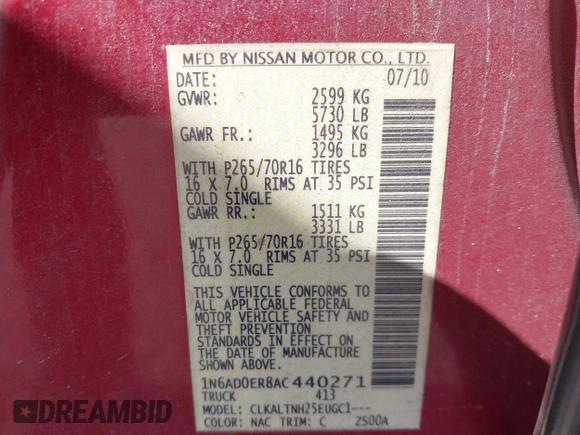 MFD BY NISSAN MOTOR CO., LTD.
DATE: 07/10
GVWR: 2599 KG
5730 LB
GAWR FR.: 1495 KG
3296 LB
WITH P265/70R16 TIRES
16 X 7.0 RIMS AT 35 PSI
COLD SINGLE
GAWR RR.: 1511 KG
3331 LB
WITH P265/70R16 TIRES
16 X 7.0 RIMS AT 35 PSI
COLD SINGLE
THIS VEHICLE CONFORMS TO
ALL APPLICABLE FEDERAL
MOTOR VEHICLE SAFETY AND
THEFT PREVENTION
STANDARDS IN EFFECT ON
THE DATE OF MANUFACTURE
SHOWN ABOVE.
1N6AD0ER8AC440271
TRUCK 413
MODEL: CLKALTNH25EUGC1---
COLOR: NAC TRIM: C ZS00A
DREAMBID